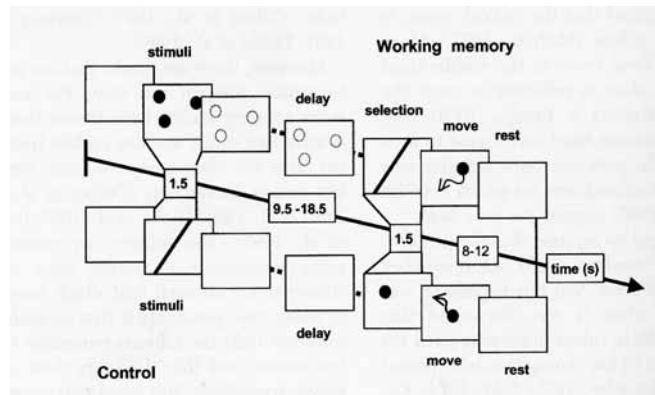 stimuli
Working memory
delay
selection
move
rest
1.5
9.5 -18.5
1.5
8-12
time (s)
stimuli
delay
move
rest
Control